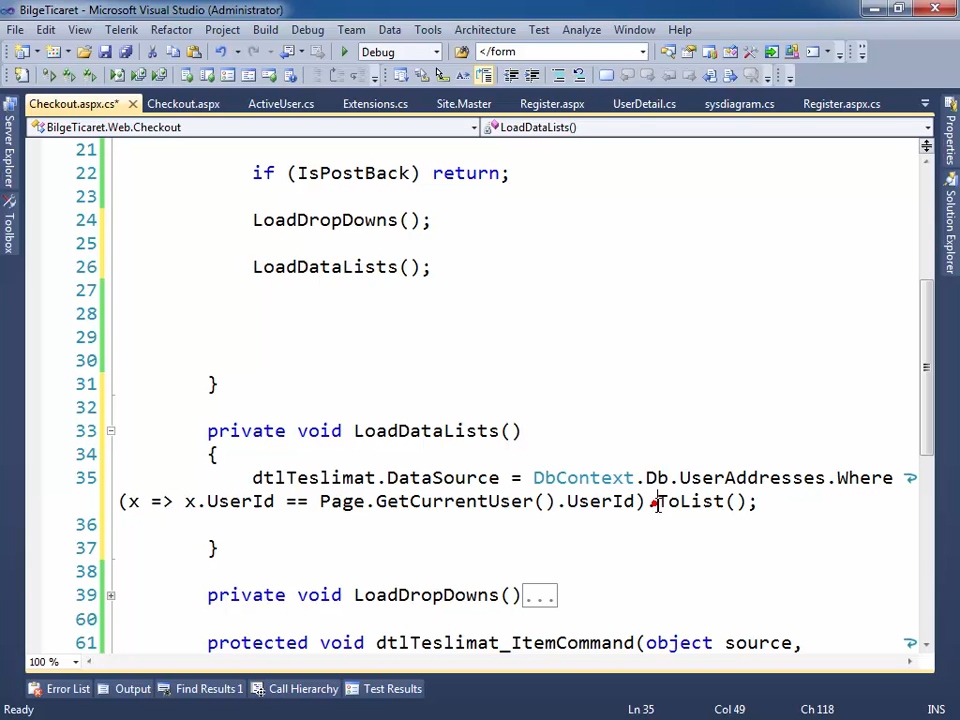 BilgeTicaret - Microsoft Visual Studio (Administrator)
File Edit View Telerik Refactor Project Build Debug Team Data Tools Architecture Test Analyze Window Help
Debug </form
Checkout.aspx.cs* Checkout.aspx ActiveUser.cs Extensions.cs Site.Master Register.aspx UserDetail.cs sysdiagram.cs Register.aspx.cs
BilgeTicaret.Web.Checkout LoadDataLists()
Server Explorer
Toolbox
Properties
Solution Explorer
21
22 if (IsPostBack) return;
23
24 LoadDropDowns();
25
26 LoadDataLists();
27
28
29
30
31 }
32
33 private void LoadDataLists()
34 {
35 dtlTeslimat.DataSource = DbContext.Db.UserAddresses.Where
(x => x.UserId == Page.GetCurrentUser().UserId).ToList();
36
37 }
38
39 private void LoadDropDowns()...
60
61 protected void dtlTeslimat_ItemCommand(object source,
100 %
Error List Output Find Results 1 Call Hierarchy Test Results
Ready Ln 35 Col 49 Ch 118 INS